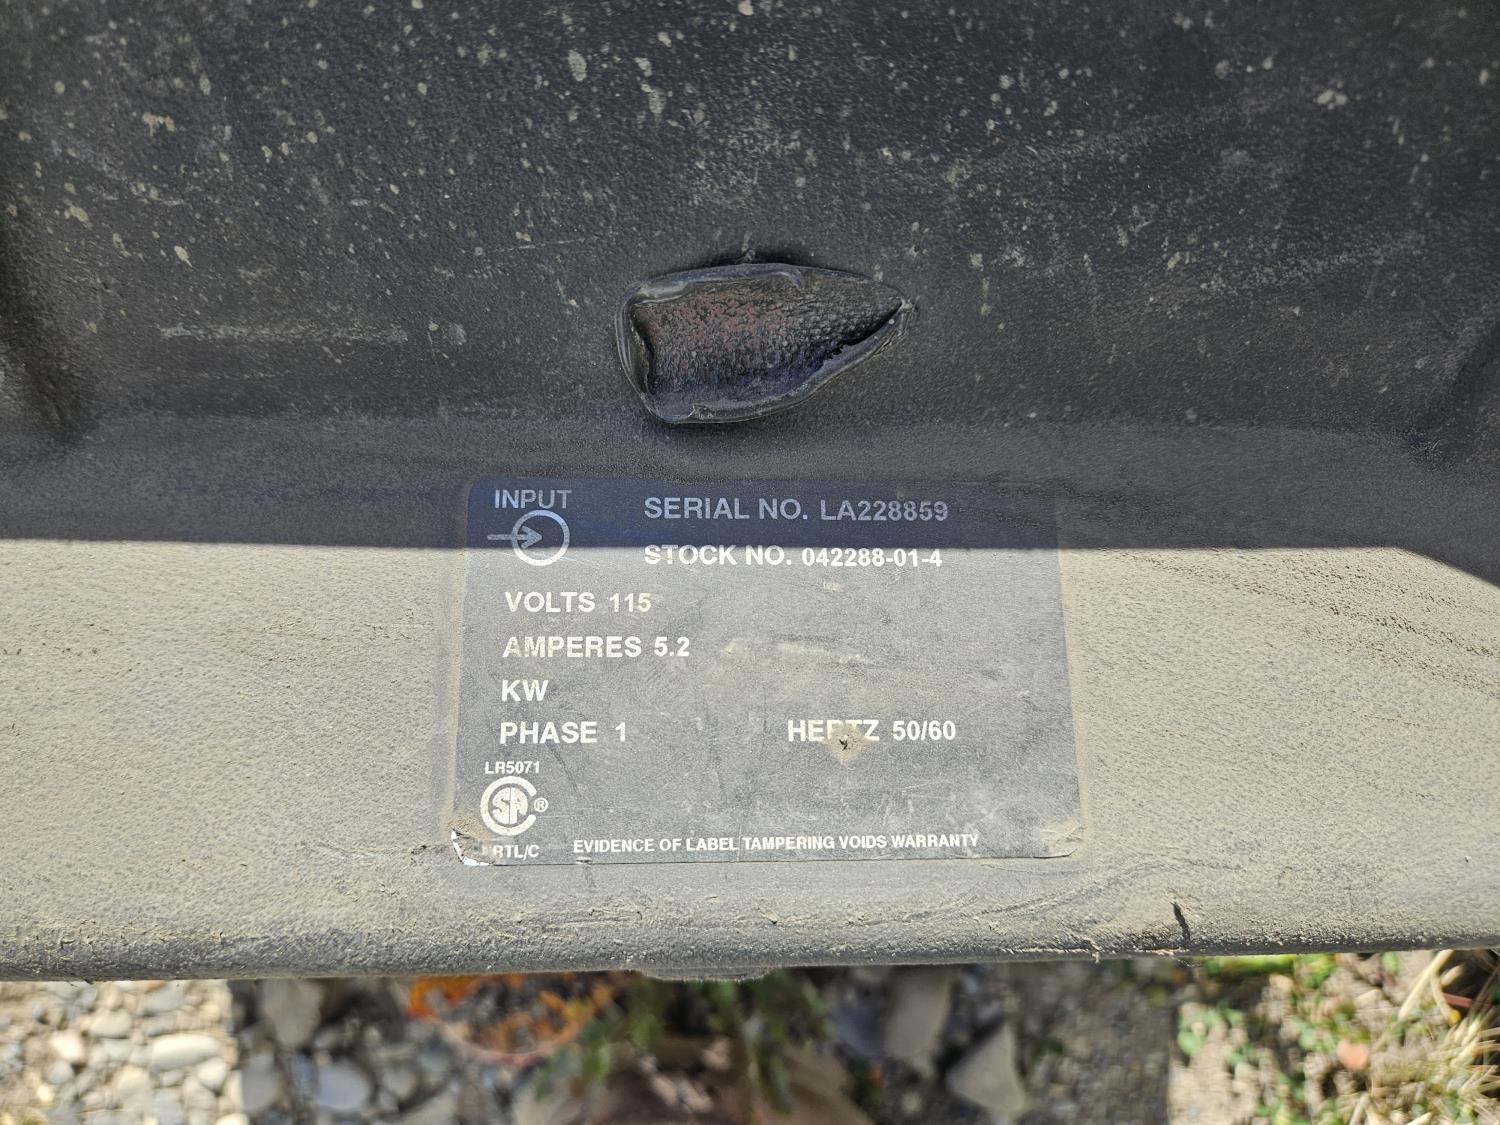 INPUT
SERIAL NO. LA228859
STOCK NO. 042288-01-4
VOLTS 115
AMPERES 5.2
KW
PHASE 1
HERTZ 50/60
LR5071
SA ®
NRTL/C
EVIDENCE OF LABEL TAMPERING VOIDS WARRANTY